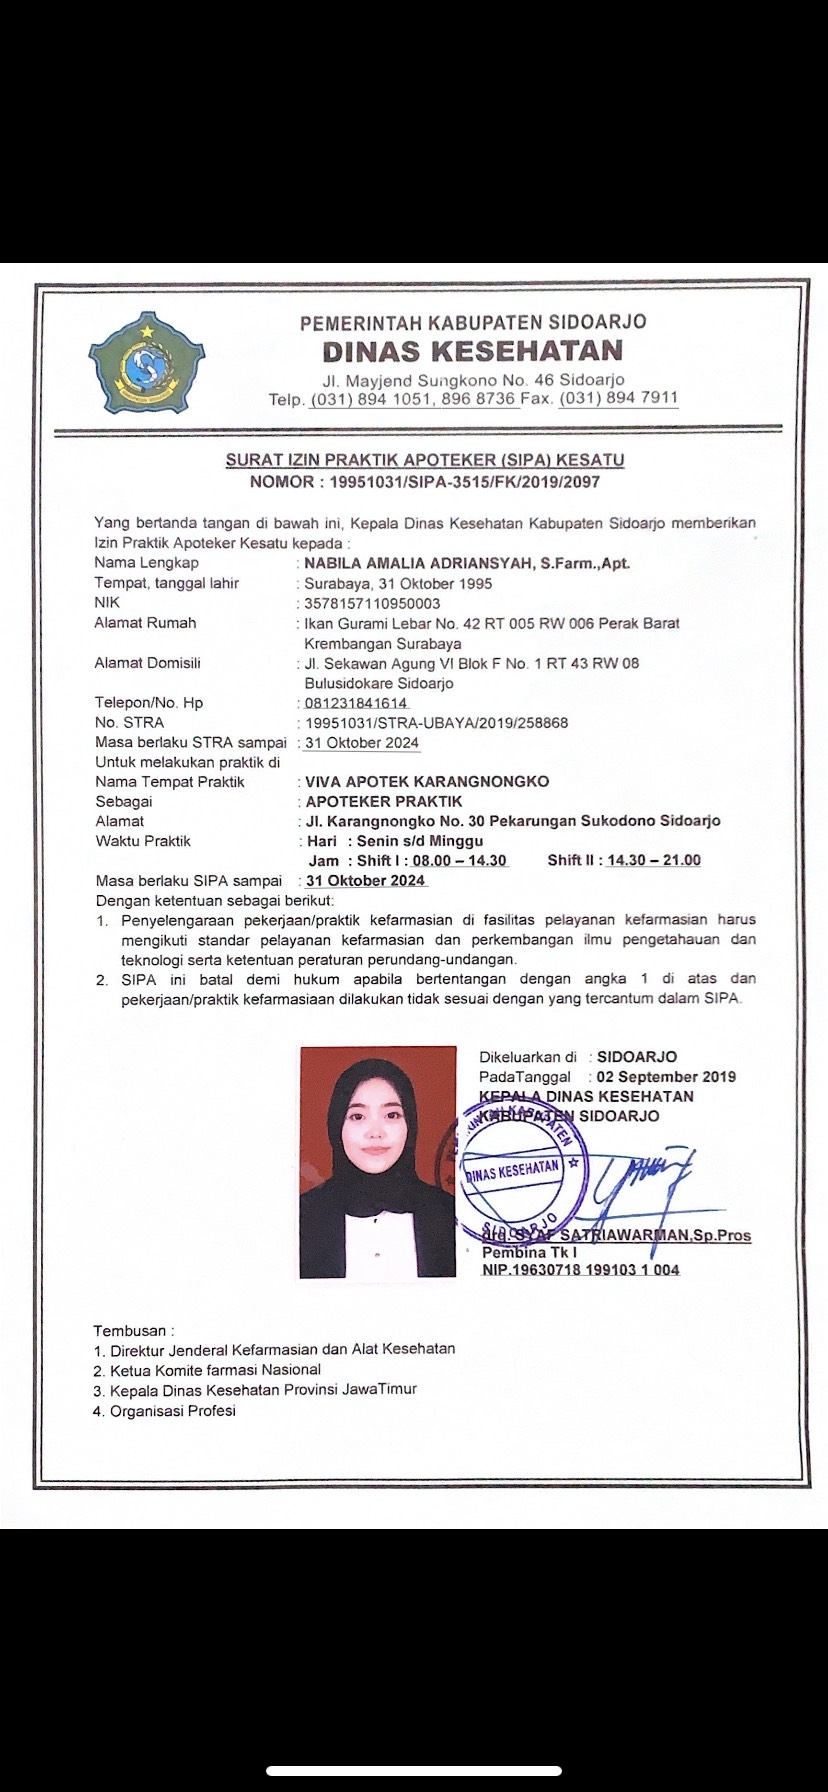 PEMERINTAH KABUPATEN SIDOARJO
DINAS KESEHATAN
Jl. Mayjend Sungkono No. 46 Sidoarjo
Telp. (031) 894 1051, 896 8736 Fax. (031) 894 7911
SURAT IZIN PRAKTIK APOTEKER (SIPA) KESATU
NOMOR : 19951031/SIPA-3515/FK/2019/2097
Yang bertanda tangan di bawah ini, Kepala Dinas Kesehatan Kabupaten Sidoarjo memberikan
Izin Praktik Apoteker Kesatu kepada :
Nama Lengkap : NABILA AMALIA ADRIANSYAH, S.Farm.,Apt.
Tempat, tanggal lahir : Surabaya, 31 Oktober 1995
NIK : 3578157110950003
Alamat Rumah : Ikan Gurami Lebar No. 42 RT 005 RW 006 Perak Barat
Krembangan Surabaya
Alamat Domisili : Jl. Sekawan Agung VI Blok F No. 1 RT 43 RW 08
Bulusidokare Sidoarjo
Telepon/No. Hp : 081231841614
No. STRA : 19951031/STRA-UBAYA/2019/258868
Masa berlaku STRA sampai : 31 Oktober 2024
Untuk melakukan praktik di
Nama Tempat Praktik : VIVA APOTEK KARANGNONGKO
Sebagai : APOTEKER PRAKTIK
Alamat : Jl. Karangnongko No. 30 Pekarungan Sukodono Sidoarjo
Waktu Praktik : Hari : Senin s/d Minggu
Jam : Shift I : 08.00 – 14.30 Shift II : 14.30 – 21.00
Masa berlaku SIPA sampai : 31 Oktober 2024
Dengan ketentuan sebagai berikut:
1. Penyelengaraan pekerjaan/praktik kefarmasian di fasilitas pelayanan kefarmasian harus
mengikuti standar pelayanan kefarmasian dan perkembangan ilmu pengetahauan dan
teknologi serta ketentuan peraturan perundang-undangan.
2. SIPA ini batal demi hukum apabila bertentangan dengan angka 1 di atas dan
pekerjaan/praktik kefarmasiaan dilakukan tidak sesuai dengan yang tercantum dalam SIPA.
Dikeluarkan di : SIDOARJO
PadaTanggal : 02 September 2019
KEPALA DINAS KESEHATAN
KABUPATEN SIDOARJO
DINAS KESEHATAN
SIDOARJO
drg. SYAF SATRIAWARMAN,Sp.Pros
Pembina Tk I
NIP.19630718 199103 1 004
Tembusan :
1. Direktur Jenderal Kefarmasian dan Alat Kesehatan
2. Ketua Komite farmasi Nasional
3. Kepala Dinas Kesehatan Provinsi JawaTimur
4. Organisasi Profesi